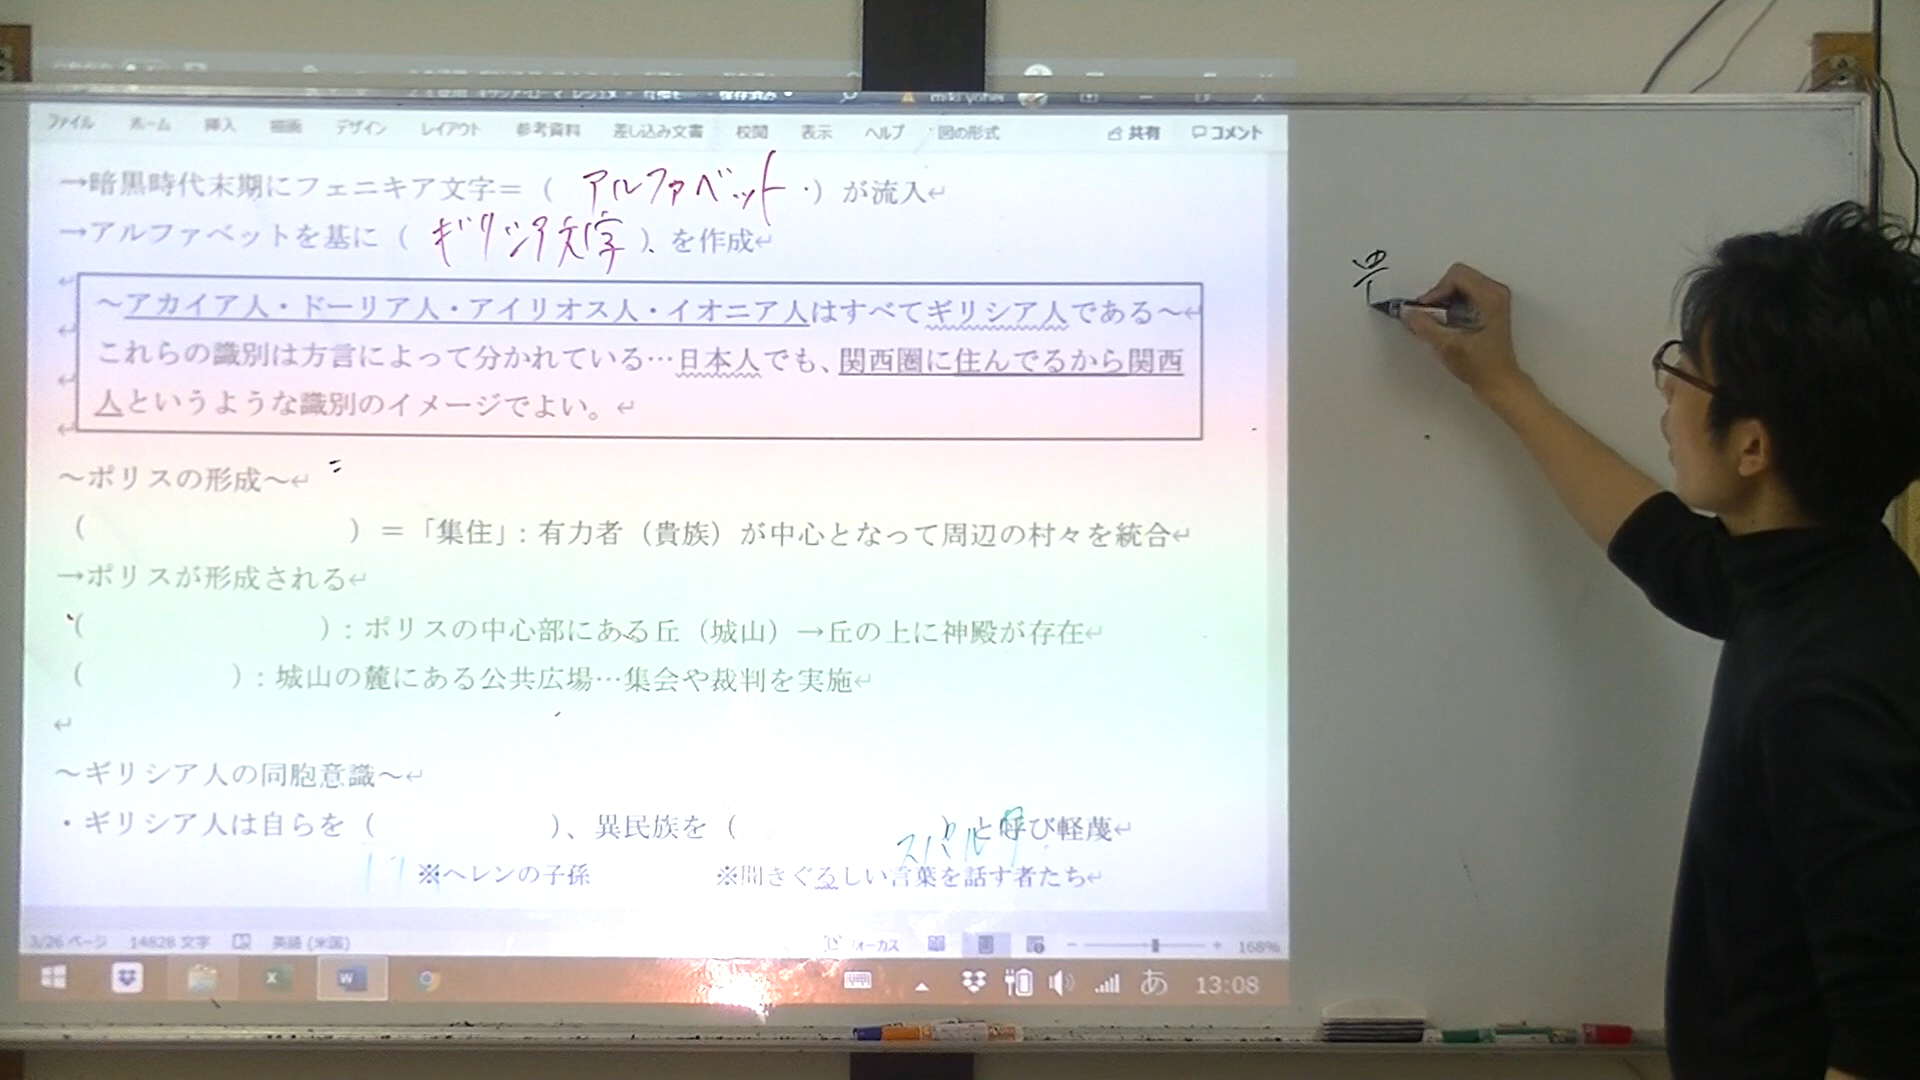 ファイル ホーム 挿入 描画 デザイン レイアウト 参考資料 差し込み文書 校閲 表示 ヘルプ 図の形式 共有 コメント
→暗黒時代末期にフェニキア文字＝（ アルファベット ）が流入
→アルファベットを基に（ ギリシア文字 ）を作成
～アカイア人・ドーリア人・アイリオス人・イオニア人はすべてギリシア人である～
これらの識別は方言によって分かれている…日本人でも、関西圏に住んでるから関西
人というような識別のイメージでよい。
～ポリスの形成～
（ ）＝「集住」：有力者（貴族）が中心となって周辺の村々を統合
→ポリスが形成される
（ ）：ポリスの中心部にある丘（城山）→丘の上に神殿が存在
（ ）：城山の麓にある公共広場…集会や裁判を実施
～ギリシア人の同胞意識～
・ギリシア人は自らを（ ）、異民族を（ ）と呼び軽蔑
スパルタ
※ヘレンの子孫 ※聞きぐるしい言葉を話す者たち
3/26 ページ 14828 文字 英語 (米国) フォーカス 168%
あ 13:08